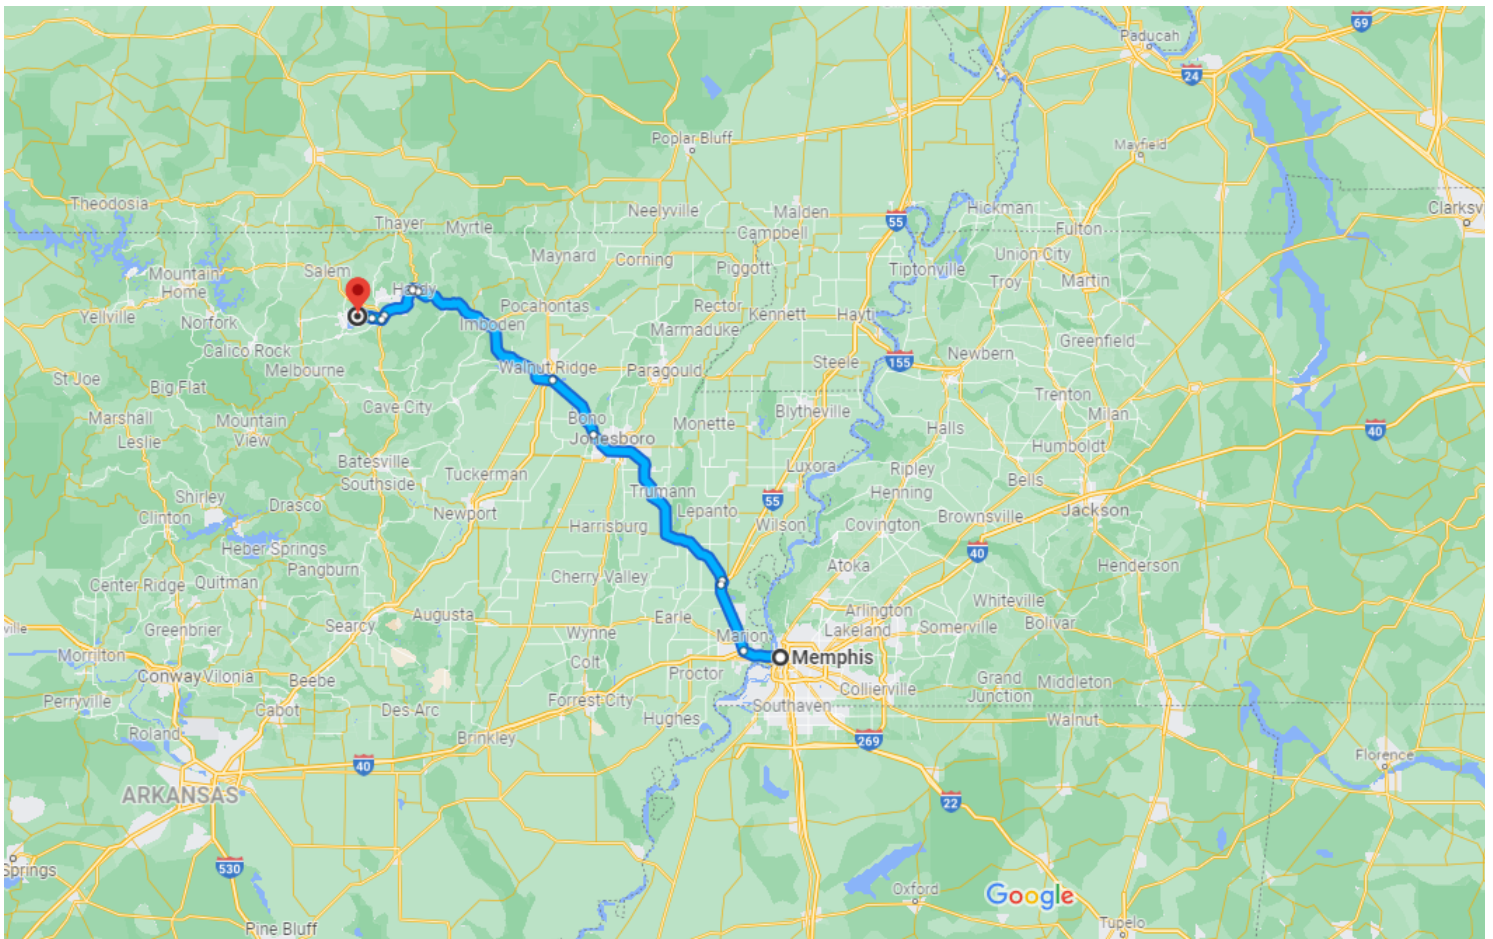 69
Paducah
24
Poplar Bluff
Mayfield
Theodosia
Neelyville
Malden
Hickman
Clarksv
Thayer
Myrtle
55
Campbell
Fulton
Maynard
Corning
Union City
Salem
Piggott
Tiptonville
Mountain
Home
Troy
Martin
Hardy
Pocahontas
Rector
Kennett
Hayti
Yellville
Norfork
Imboden
Marmaduke
Greenfield
Calico Rock
Newbern
155
Steele
Melbourne
Walnut Ridge
Paragould
St Joe
Big Flat
Trenton
Cave City
Blytheville
Milan
Marshall
Mountain
View
Bono
Monette
Halls
Leslie
Jonesboro
Humboldt
40
Batesville
Southside
Tuckerman
Luxora
Ripley
Bells
Shirley
Drasco
Trumann
Henning
55
Newport
Lepanto
Jackson
Clinton
Harrisburg
Wilson
Covington
Brownsville
Heber Springs
40
Pangburn
Atoka
Henderson
Center Ridge
Quitman
Cherry Valley
Whiteville
Augusta
Earle
Arlington
ville
Greenbrier
Searcy
Wynne
Marion
Lakeland
Somerville
Bolivar
Morrilton
Colt
Memphis
Conway
Vilonia
Beebe
Proctor
Grand
Junction
Middleton
Perryville
Forrest City
Collierville
Cabot
Des Arc
Hughes
Southaven
Walnut
Roland
Brinkley
269
Florence
40
ARKANSAS
22
Springs
530
Oxford
Google
Pine Bluff
Tupelo